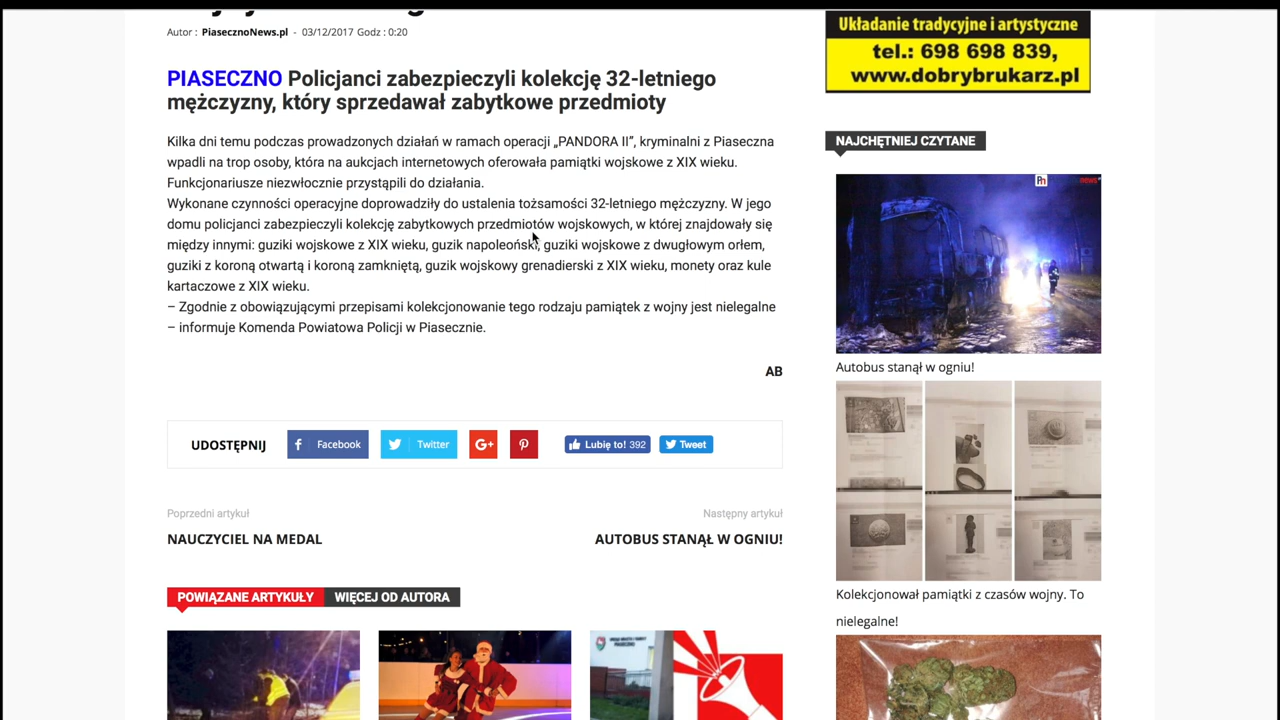 Autor : PiasecznoNews.pl - 03/12/2017 Godz : 0:20
PIASECZNO Policjanci zabezpieczyli kolekcję 32-letniego
mężczyzny, który sprzedawał zabytkowe przedmioty
Kilka dni temu podczas prowadzonych działań w ramach operacji „PANDORA II”, kryminalni z Piaseczna
wpadli na trop osoby, która na aukcjach internetowych oferowała pamiątki wojskowe z XIX wieku.
Funkcjonariusze niezwłocznie przystąpili do działania.
Wykonane czynności operacyjne doprowadziły do ustalenia tożsamości 32-letniego mężczyzny. W jego
domu policjanci zabezpieczyli kolekcję zabytkowych przedmiotów wojskowych, w której znajdowały się
między innymi: guziki wojskowe z XIX wieku, guzik napoleoński, guziki wojskowe z dwugłowym orłem,
guziki z koroną otwartą i koroną zamkniętą, guzik wojskowy grenadierski z XIX wieku, monety oraz kule
kartaczowe z XIX wieku.
– Zgodnie z obowiązującymi przepisami kolekcjonowanie tego rodzaju pamiątek z wojny jest nielegalne
– informuje Komenda Powiatowa Policji w Piasecznie.
AB
UDOSTĘPNIJ
Facebook
Twitter
G+
Lubię to! 392
Tweet
Poprzedni artykuł
NAUCZYCIEL NA MEDAL
Następny artykuł
AUTOBUS STANĄŁ W OGNIU!
POWIĄZANE ARTYKUŁY
WIĘCEJ OD AUTORA
Układanie tradycyjne i artystyczne
tel.: 698 698 839,
www.dobrybrukarz.pl
NAJCHĘTNIEJ CZYTANE
Pn
news
Autobus stanął w ogniu!
Kolekcjonował pamiątki z czasów wojny. To
nielegalne!